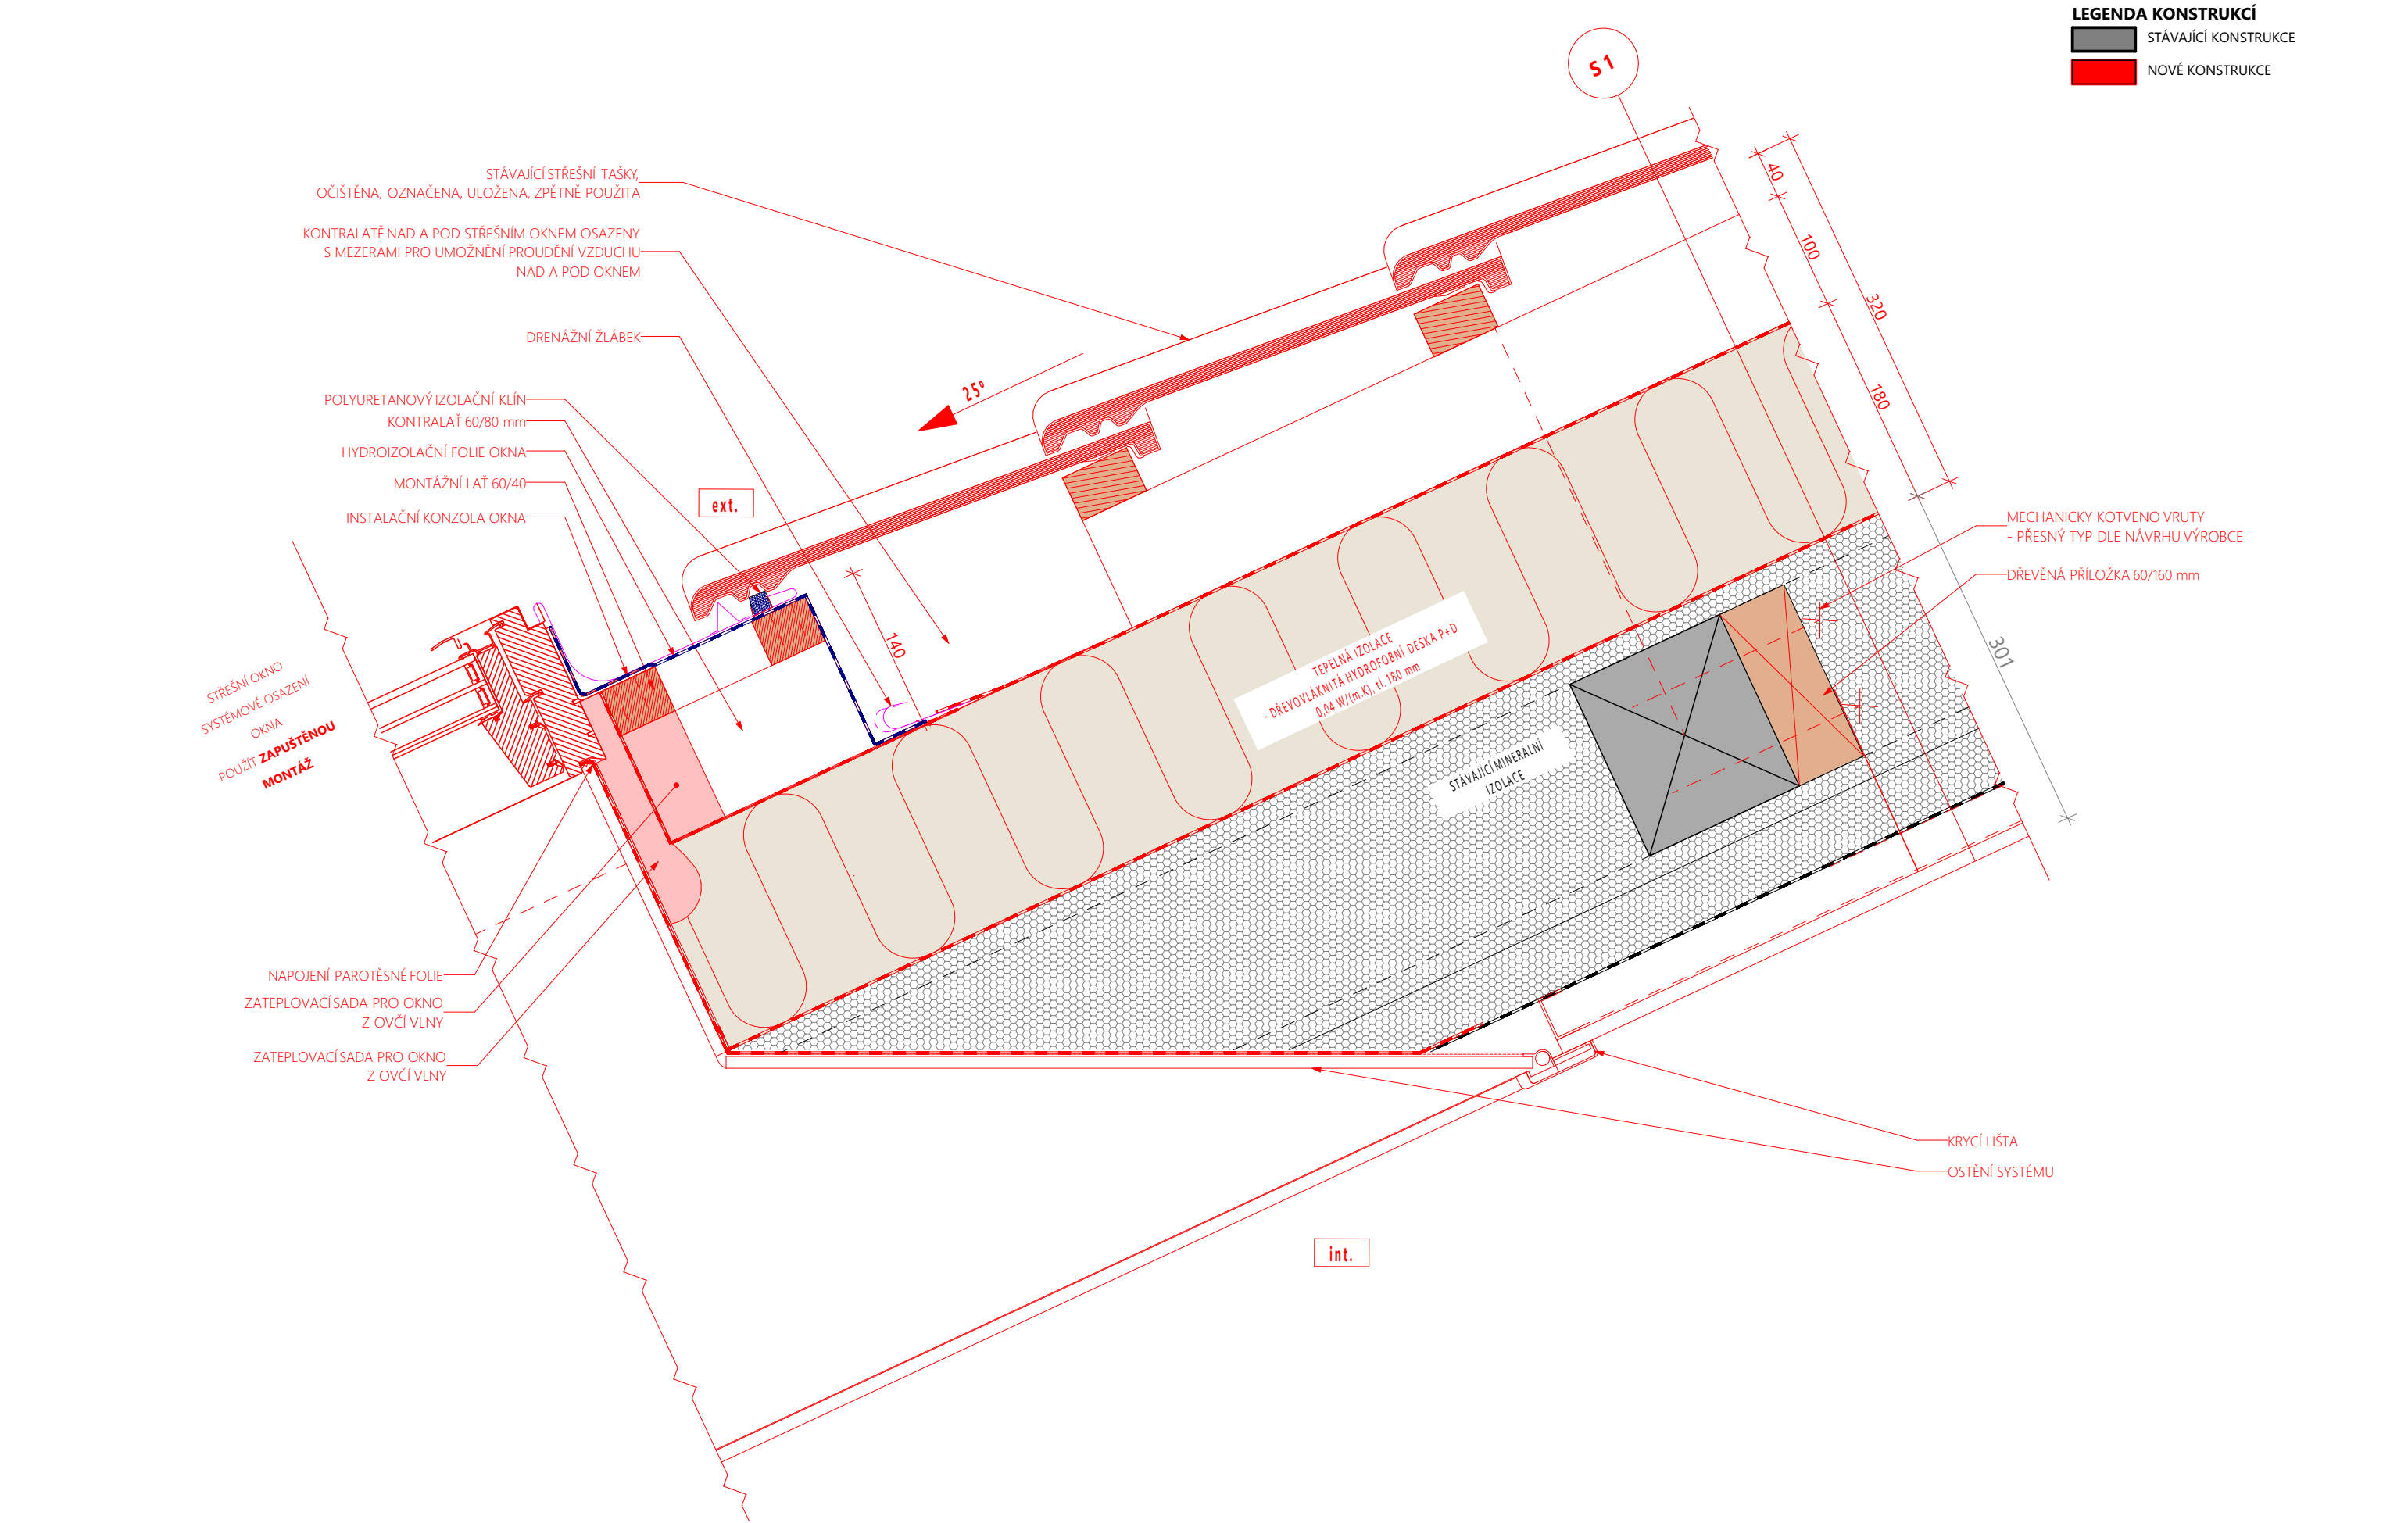 LEGENDA KONSTRUKCÍ
STÁVAJÍCÍ KONSTRUKCE
NOVÉ KONSTRUKCE
S1
STÁVAJÍCÍ STŘEŠNÍ TAŠKY,
OČIŠTĚNA, OZNAČENA, ULOŽENA, ZPĚTNĚ POUŽITA
KONTRALATĚ NAD A POD STŘEŠNÍM OKNEM OSAZENY
S MEZERAMI PRO UMOŽNĚNÍ PROUDĚNÍ VZDUCHU
NAD A POD OKNEM
DRENÁŽNÍ ŽLÁBEK
POLYURETANOVÝ IZOLAČNÍ KLÍN
KONTRALAŤ 60/80 mm
HYDROIZOLAČNÍ FOLIE OKNA
MONTÁŽNÍ LAŤ 60/40
INSTALAČNÍ KONZOLA OKNA
25°
ext.
40
100
320
180
301
140
MECHANICKY KOTVENO VRUTY
- PŘESNÝ TYP DLE NÁVRHU VÝROBCE
DŘEVĚNÁ PŘÍLOŽKA 60/160 mm
TEPELNÁ IZOLACE
- DŘEVOVLÁKNITÁ HYDROFOBNÍ DESKA P+D
0,04 W/(m.K), tl. 180 mm
STÁVAJÍCÍ MINERÁLNÍ
IZOLACE
STŘEŠNÍ OKNO
SYSTÉMOVÉ OSAZENÍ
OKNA
POUŽÍT ZAPUŠTĚNOU
MONTÁŽ
NAPOJENÍ PAROTĚSNÉ FOLIE
ZATEPLOVACÍ SADA PRO OKNO
Z OVČÍ VLNY
ZATEPLOVACÍ SADA PRO OKNO
Z OVČÍ VLNY
KRYCÍ LIŠTA
OSTĚNÍ SYSTÉMU
int.